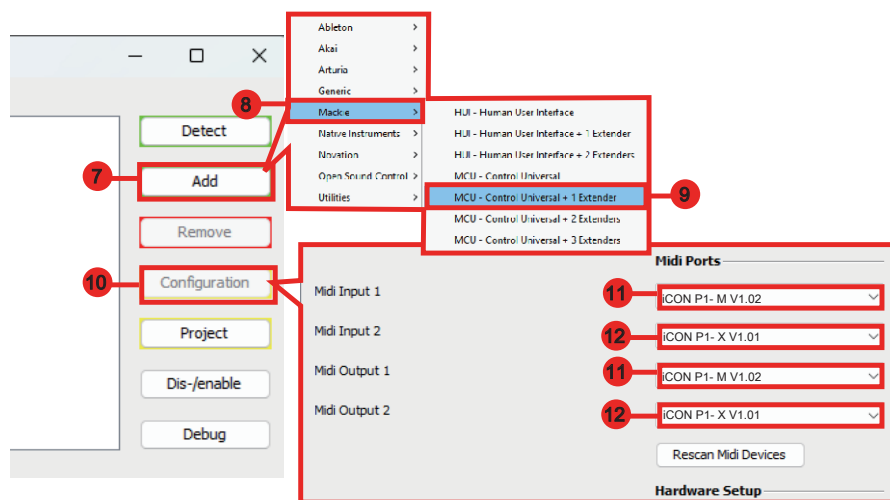 Ableton >
Akai >
Arturia >
Generic >
Mackie >
Native Instruments >
Novation >
Open Sound Control >
Utilities >
8
HUI - Human User Interface
HUI - Human User Interface + 1 Extender
HUI - Human User Interface + 2 Extenders
MCU - Control Universal
MCU - Control Universal + 1 Extender
MCU - Control Universal + 2 Extenders
MCU - Control Universal + 3 Extenders
9
Detect
7
Add
Remove
10
Configuration
Project
Dis-/enable
Debug
Midi Ports
Midi Input 1
11
iCON P1- M V1.02
Midi Input 2
12
iCON P1- X V1.01
Midi Output 1
11
iCON P1- M V1.02
Midi Output 2
12
iCON P1- X V1.01
Rescan Midi Devices
Hardware Setup